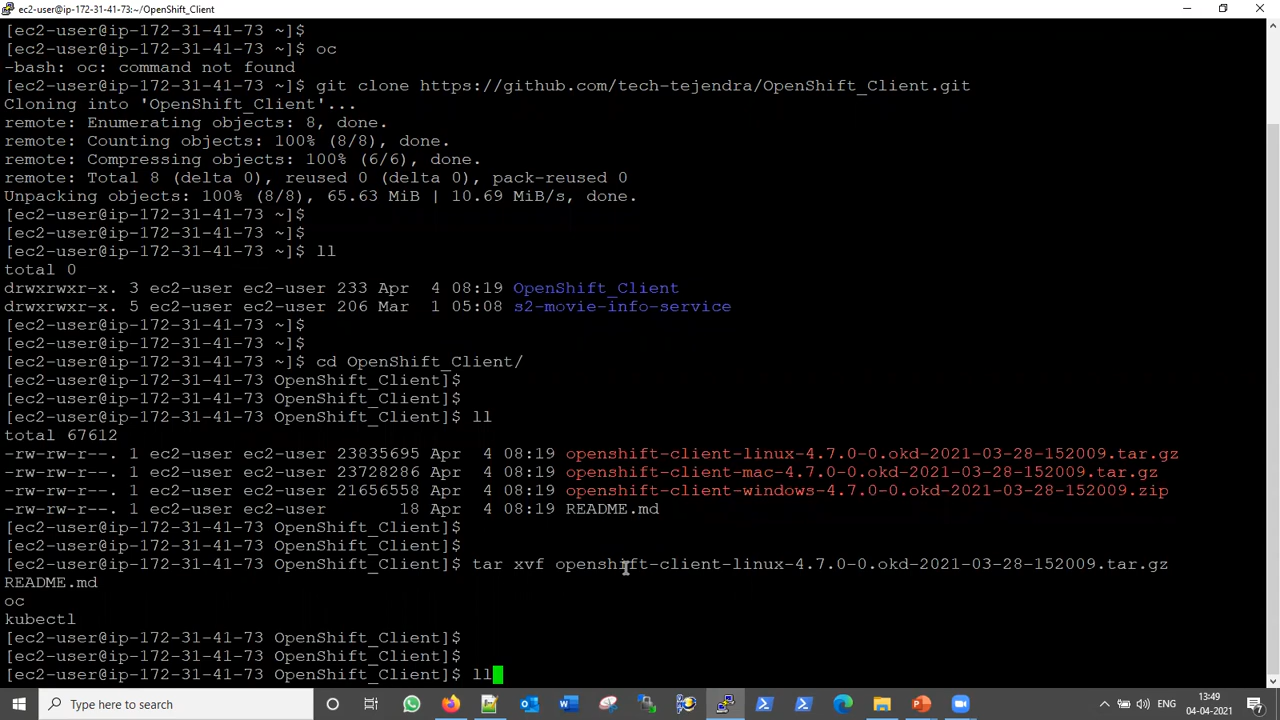 ec2-user@ip-172-31-41-73:~/OpenShift_Client
[ec2-user@ip-172-31-41-73 ~]$
[ec2-user@ip-172-31-41-73 ~]$ oc
-bash: oc: command not found
[ec2-user@ip-172-31-41-73 ~]$ git clone https://github.com/tech-tejendra/OpenShift_Client.git
Cloning into 'OpenShift_Client'...
remote: Enumerating objects: 8, done.
remote: Counting objects: 100% (8/8), done.
remote: Compressing objects: 100% (6/6), done.
remote: Total 8 (delta 0), reused 0 (delta 0), pack-reused 0
Unpacking objects: 100% (8/8), 65.63 MiB | 10.69 MiB/s, done.
[ec2-user@ip-172-31-41-73 ~]$
[ec2-user@ip-172-31-41-73 ~]$
[ec2-user@ip-172-31-41-73 ~]$ ll
total 0
drwxrwxr-x. 3 ec2-user ec2-user 233 Apr  4 08:19 OpenShift_Client
drwxrwxr-x. 5 ec2-user ec2-user 206 Mar  1 05:08 s2-movie-info-service
[ec2-user@ip-172-31-41-73 ~]$
[ec2-user@ip-172-31-41-73 ~]$
[ec2-user@ip-172-31-41-73 ~]$ cd OpenShift_Client/
[ec2-user@ip-172-31-41-73 OpenShift_Client]$
[ec2-user@ip-172-31-41-73 OpenShift_Client]$
[ec2-user@ip-172-31-41-73 OpenShift_Client]$ ll
total 67612
-rw-rw-r--. 1 ec2-user ec2-user 23835695 Apr  4 08:19 openshift-client-linux-4.7.0-0.okd-2021-03-28-152009.tar.gz
-rw-rw-r--. 1 ec2-user ec2-user 23728286 Apr  4 08:19 openshift-client-mac-4.7.0-0.okd-2021-03-28-152009.tar.gz
-rw-rw-r--. 1 ec2-user ec2-user 21656558 Apr  4 08:19 openshift-client-windows-4.7.0-0.okd-2021-03-28-152009.zip
-rw-rw-r--. 1 ec2-user ec2-user       18 Apr  4 08:19 README.md
[ec2-user@ip-172-31-41-73 OpenShift_Client]$
[ec2-user@ip-172-31-41-73 OpenShift_Client]$
[ec2-user@ip-172-31-41-73 OpenShift_Client]$ tar xvf openshift-client-linux-4.7.0-0.okd-2021-03-28-152009.tar.gz
README.md
oc
kubectl
[ec2-user@ip-172-31-41-73 OpenShift_Client]$
[ec2-user@ip-172-31-41-73 OpenShift_Client]$
[ec2-user@ip-172-31-41-73 OpenShift_Client]$ ll
Type here to search
ENG
13:49
04-04-2021